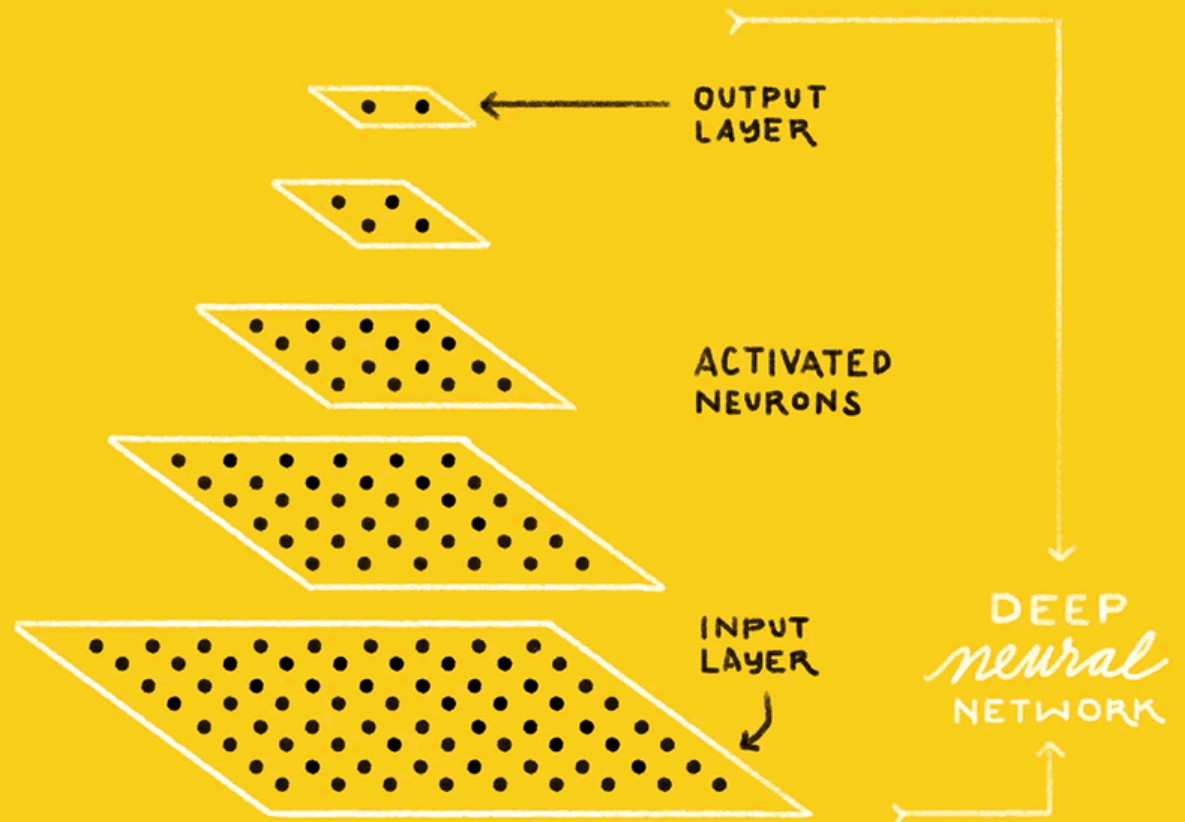 OUTPUT
LAYER
ACTIVATED
NEURONS
INPUT
LAYER
DEEP
neural
NETWORK